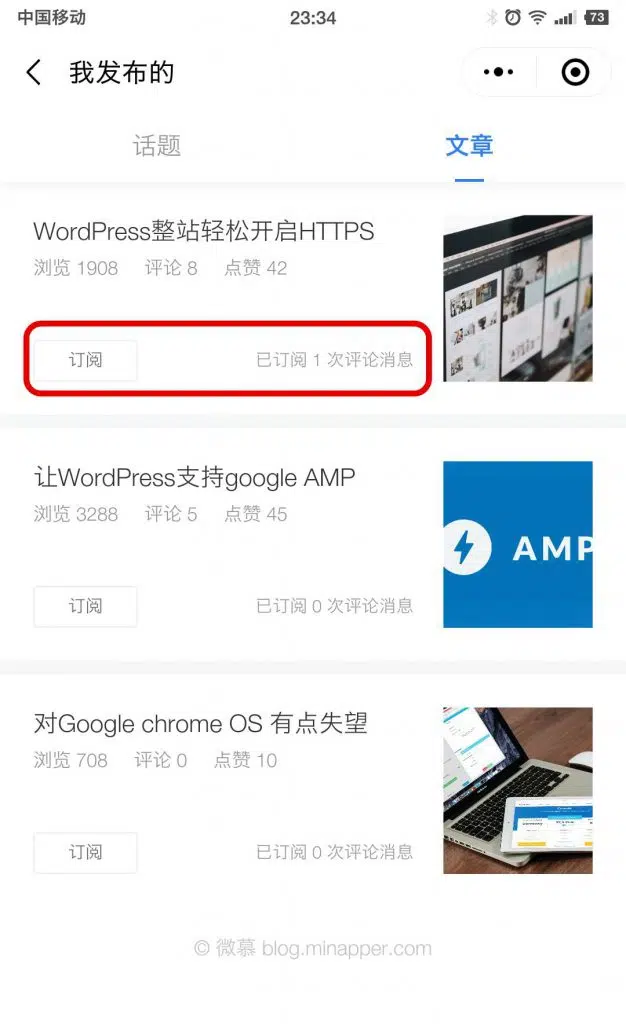 中国移动 23:34 73
我发布的
话题 文章
WordPress整站轻松开启HTTPS
浏览 1908 评论 8 点赞 42
订阅 已订阅 1 次评论消息
让WordPress支持google AMP
浏览 3288 评论 5 点赞 45
AMP
订阅 已订阅 0 次评论消息
对Google chrome OS 有点失望
浏览 708 评论 0 点赞 10
订阅 已订阅 0 次评论消息
© 微慕 blog.minapper.com